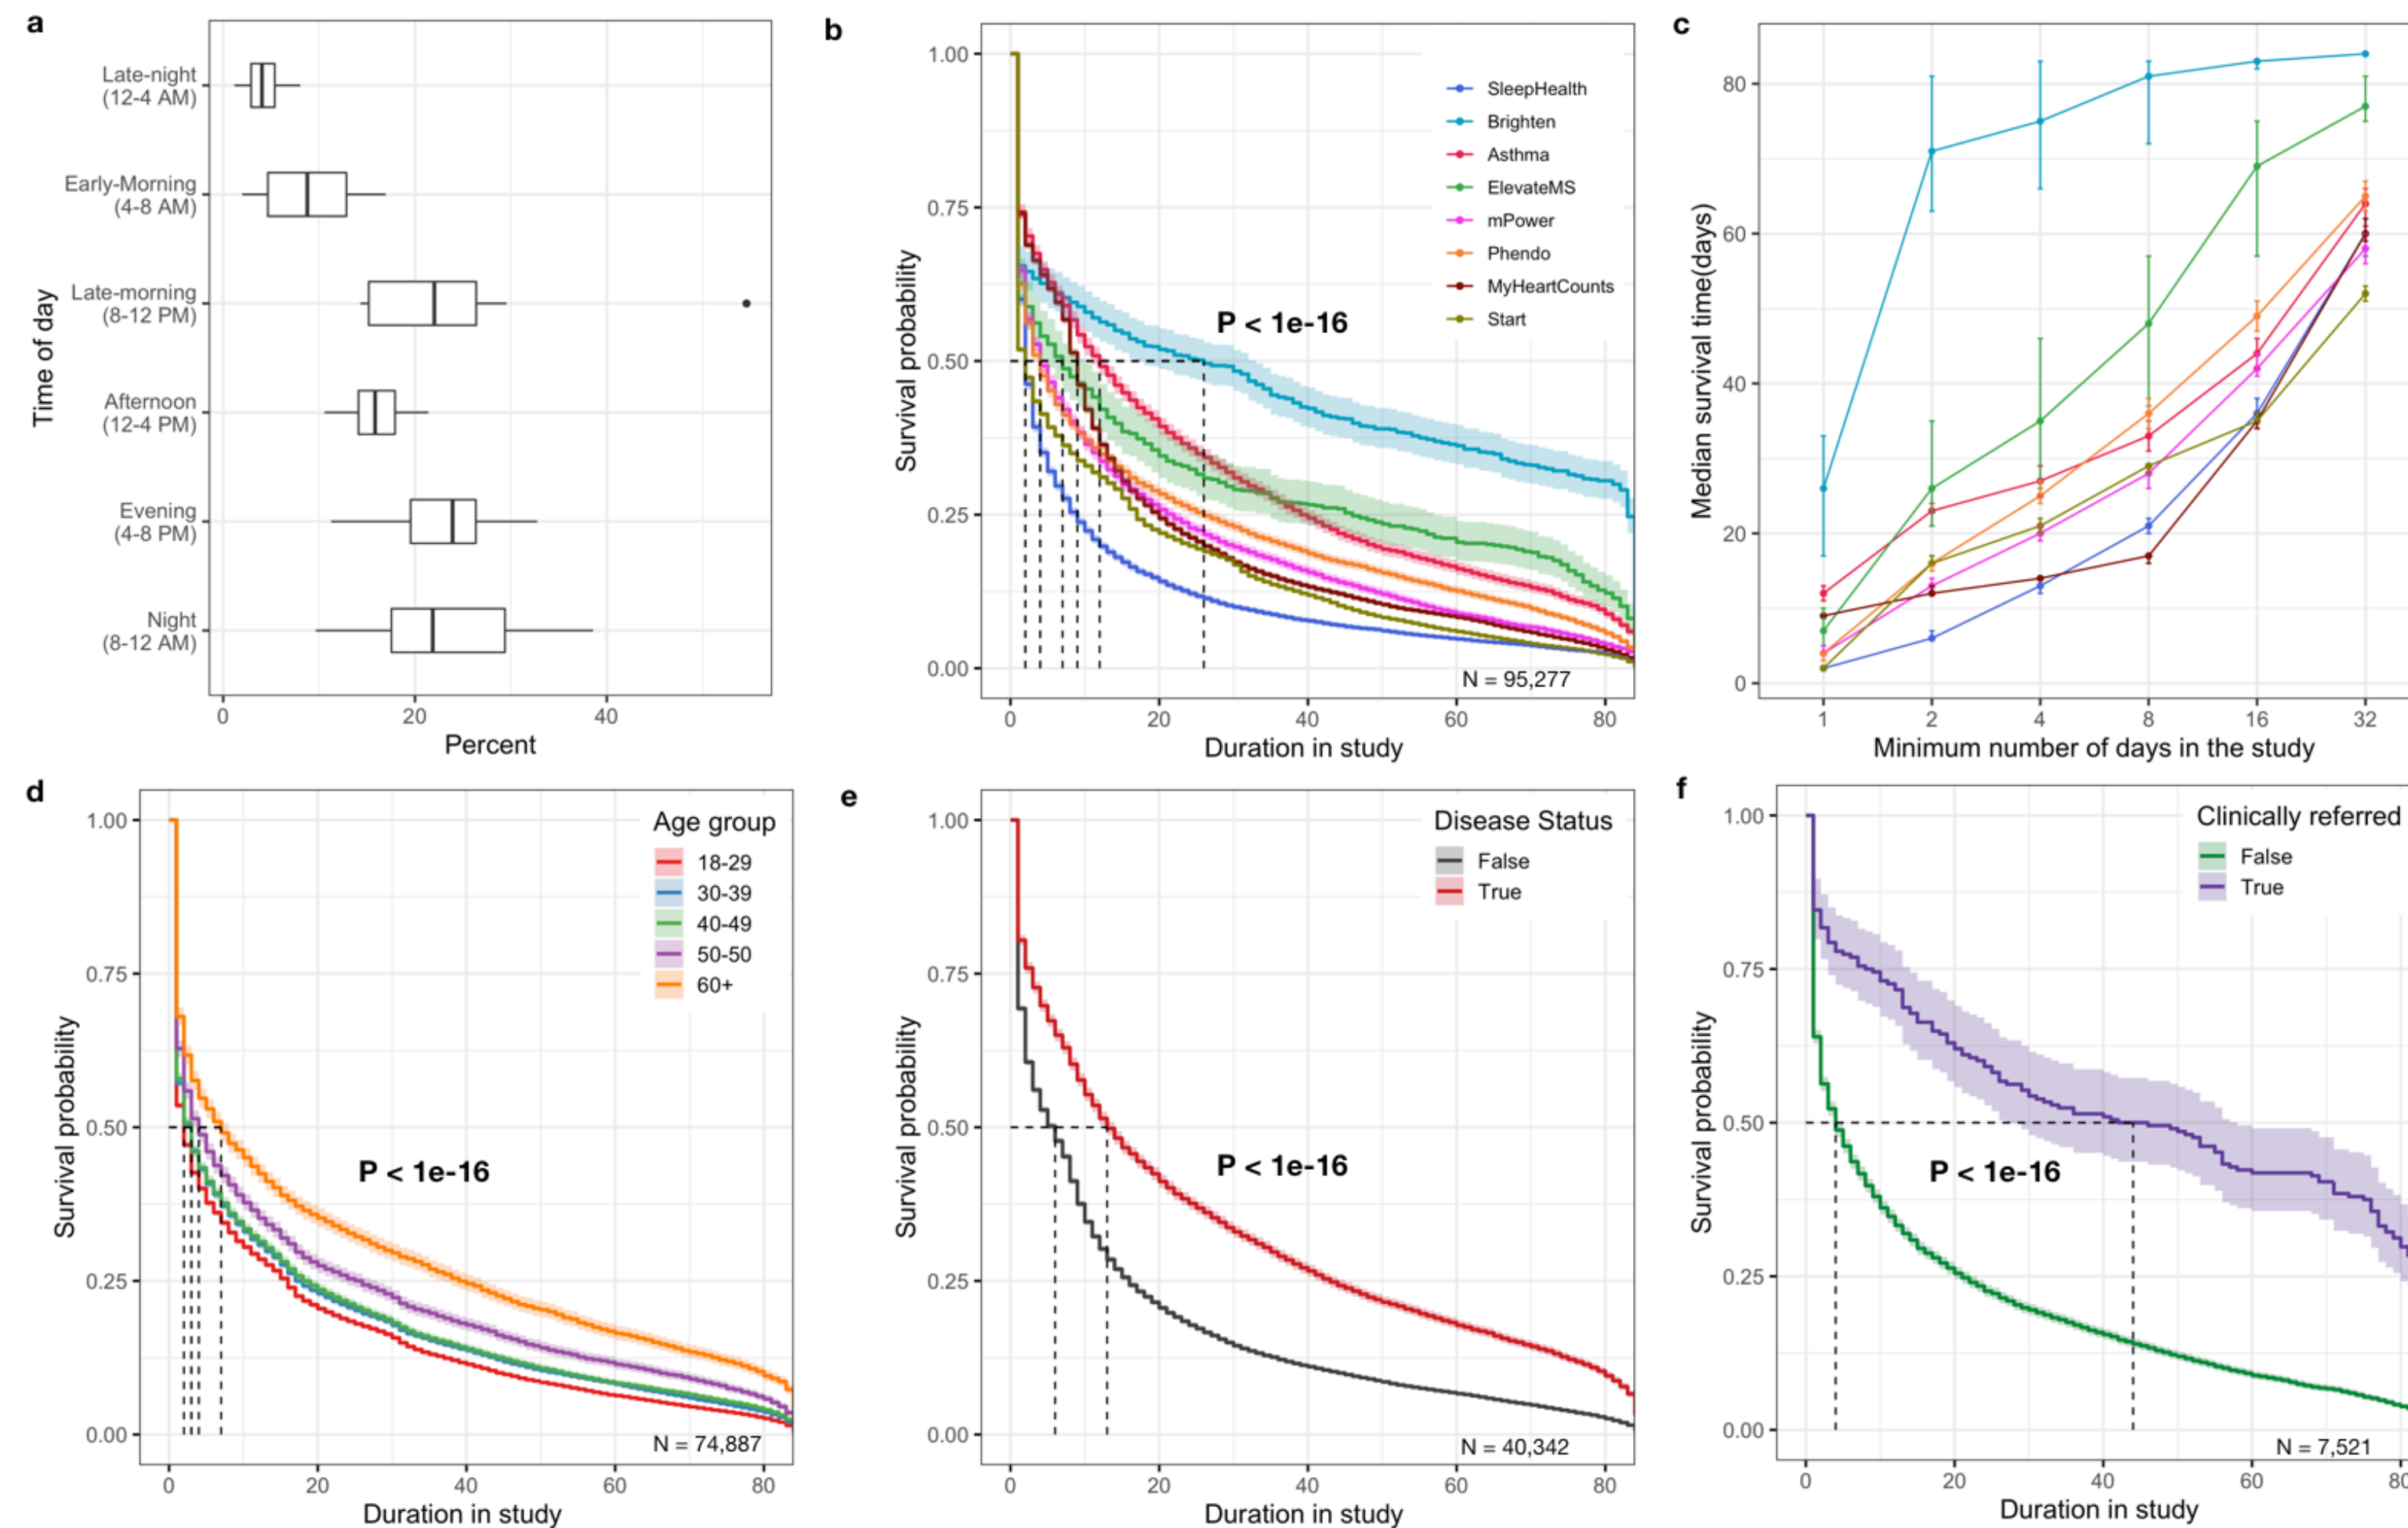 a
Late-night
(12-4 AM)
Early-Morning
(4-8 AM)
Late-morning
(8-12 PM)
Afternoon
(12-4 PM)
Evening
(4-8 PM)
Night
(8-12 AM)
Time of day
0 20 40
Percent
b
1.00
0.75
0.50
0.25
0.00
Survival probability
SleepHealth
Brighten
Asthma
ElevateMS
mPower
Phendo
MyHeartCounts
Start
P < 1e-16
N = 95,277
0 20 40 60 80
Duration in study
c
80
60
40
20
0
Median survival time(days)
1 2 4 8 16 32
Minimum number of days in the study
d
1.00
0.75
0.50
0.25
0.00
Survival probability
Age group
18-29
30-39
40-49
50-50
60+
P < 1e-16
N = 74,887
0 20 40 60 80
Duration in study
e
1.00
0.75
0.50
0.25
0.00
Survival probability
Disease Status
False
True
P < 1e-16
N = 40,342
0 20 40 60 80
Duration in study
f
1.00
0.75
0.50
0.25
0.00
Survival probability
Clinically referred
False
True
P < 1e-16
N = 7,521
0 20 40 60 80
Duration in study